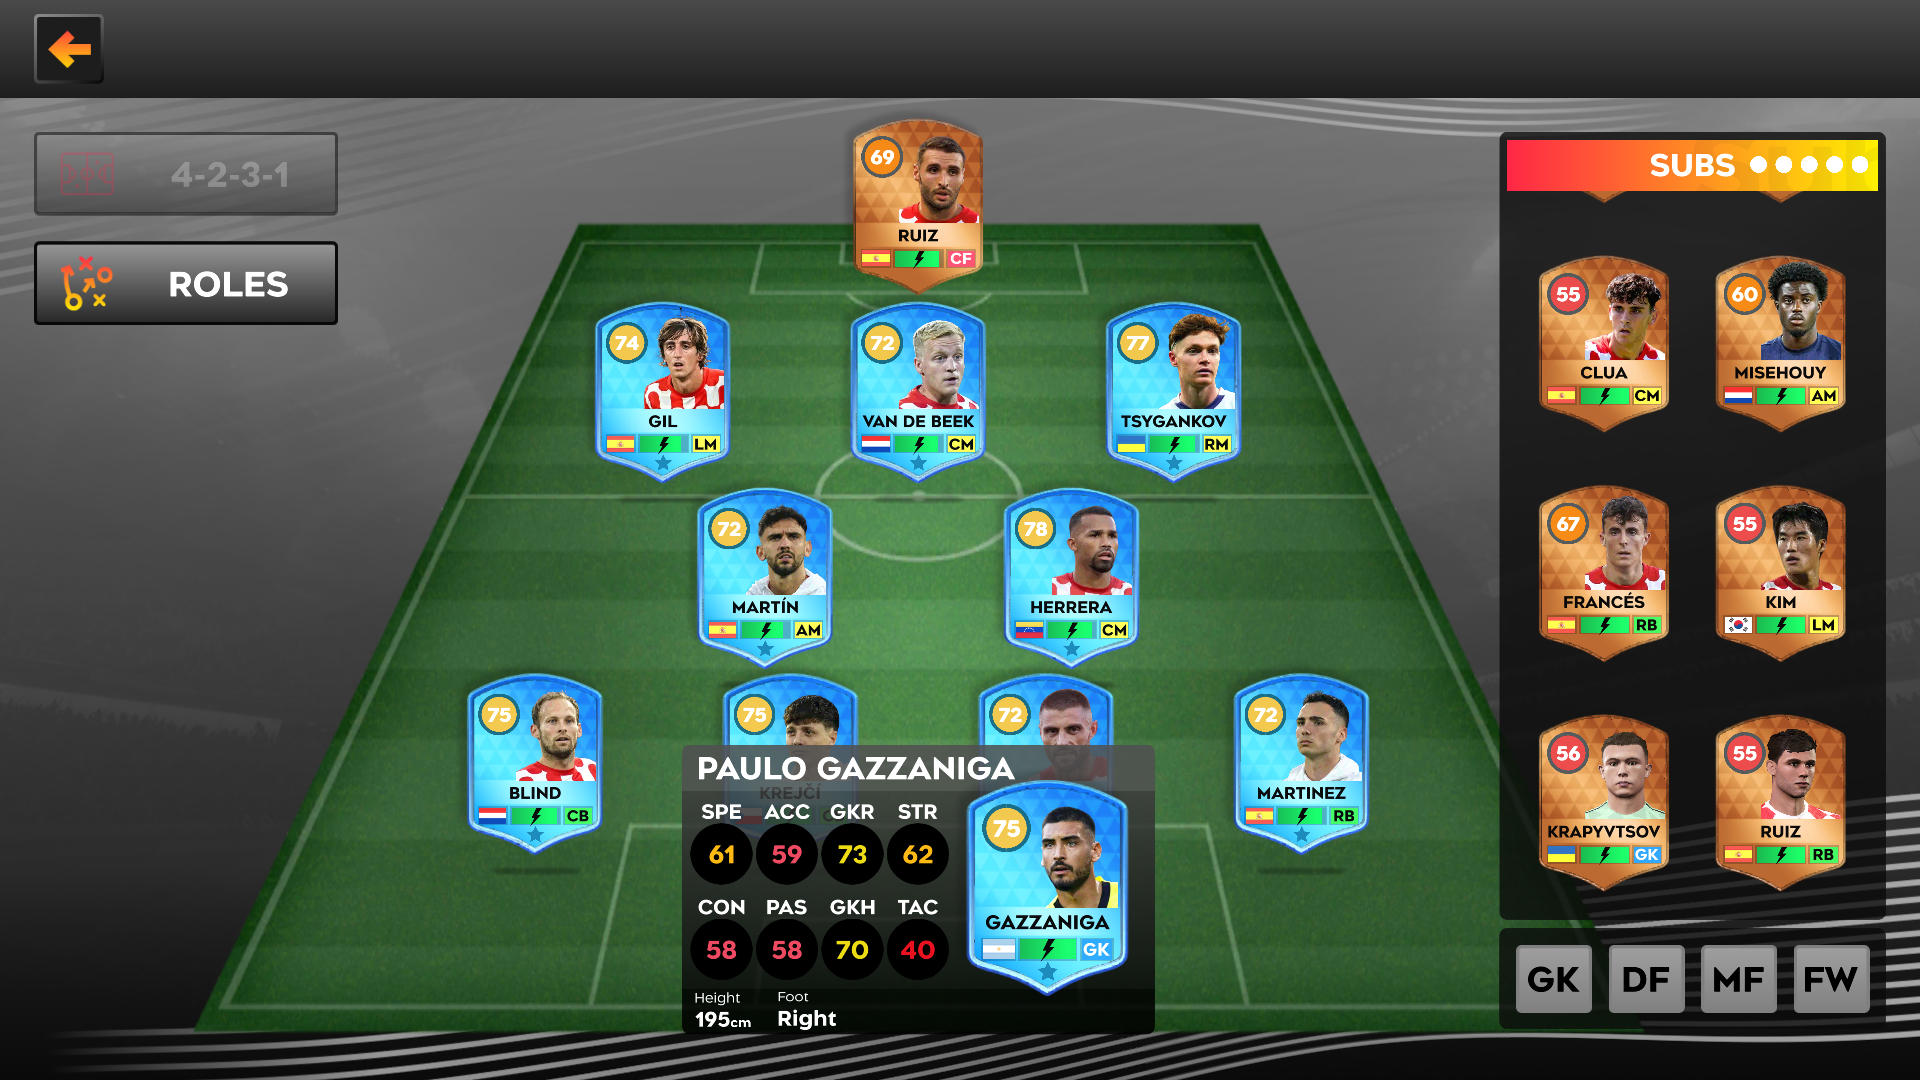 4-2-3-1
ROLES
69
RUIZ
CF
74
GIL
LM
72
VAN DE BEEK
CM
77
TSYGANKOV
RM
72
MARTÍN
AM
78
HERRERA
CM
75
BLIND
CB
75
KREJČÍ
72
72
MARTINEZ
RB
PAULO GAZZANIGA
SPE ACC GKR STR
61 59 73 62
CON PAS GKH TAC
58 58 70 40
Height Foot
195cm Right
75
GAZZANIGA
GK
SUBS
55
CLUA
CM
60
MISEHOUY
AM
67
FRANCÉS
RB
55
KIM
LM
56
KRAPYVTSOV
GK
55
RUIZ
RB
GK DF MF FW